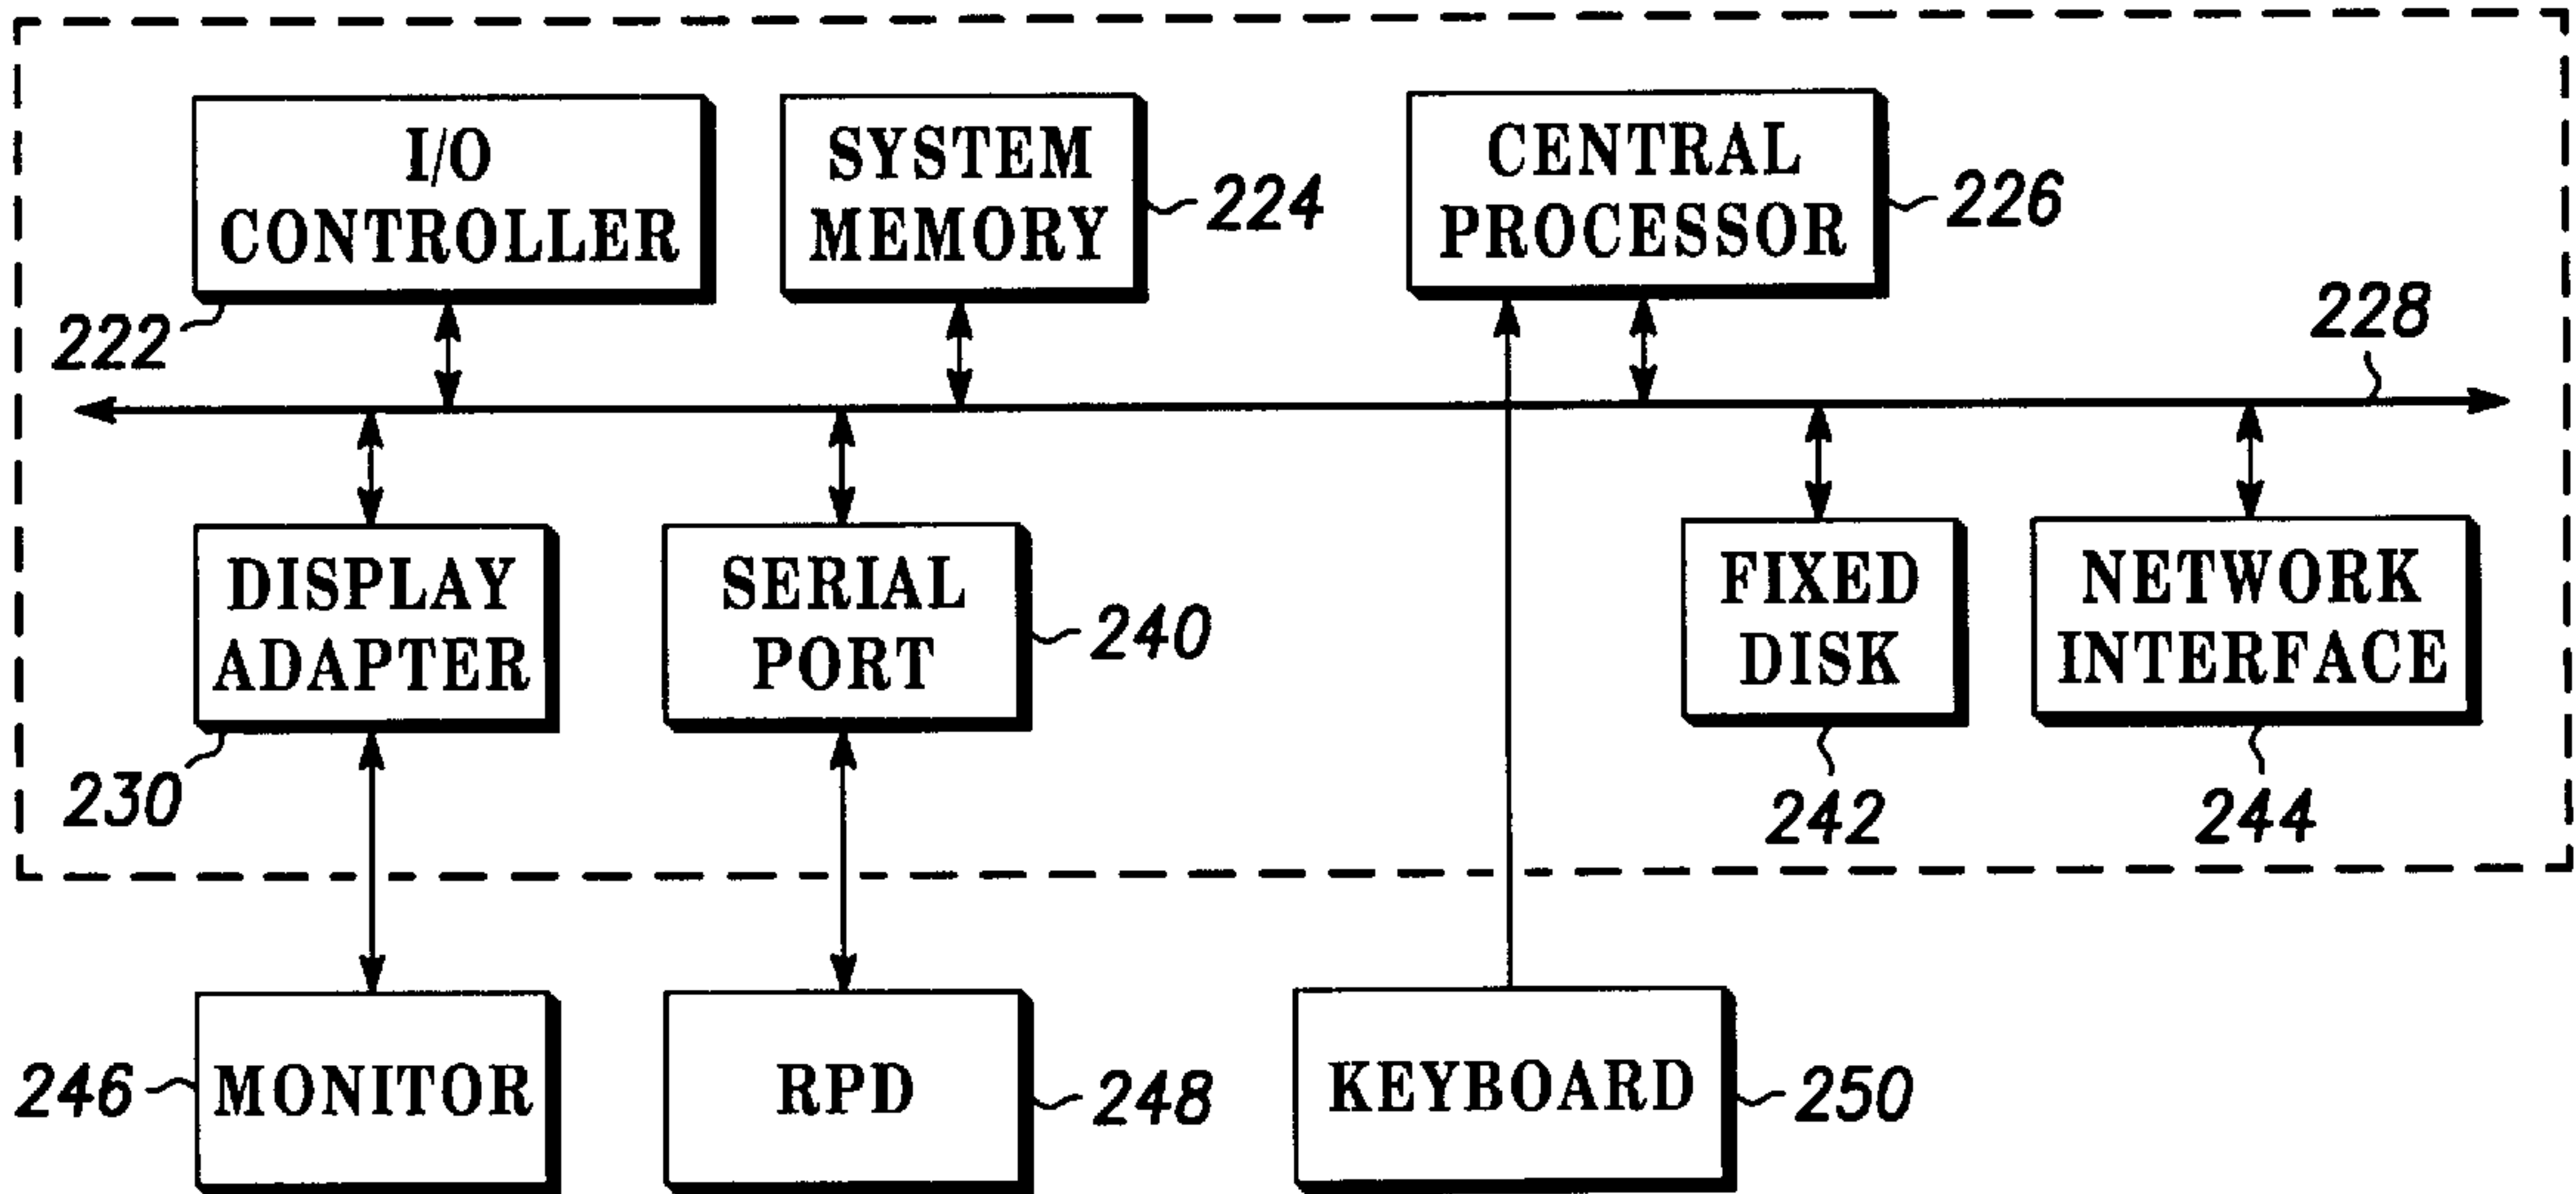 I/O
CONTROLLER
222
SYSTEM
MEMORY
224
CENTRAL
PROCESSOR
226
228
DISPLAY
ADAPTER
230
SERIAL
PORT
240
FIXED
DISK
242
NETWORK
INTERFACE
244
246
MONITOR
RPD
248
KEYBOARD
250